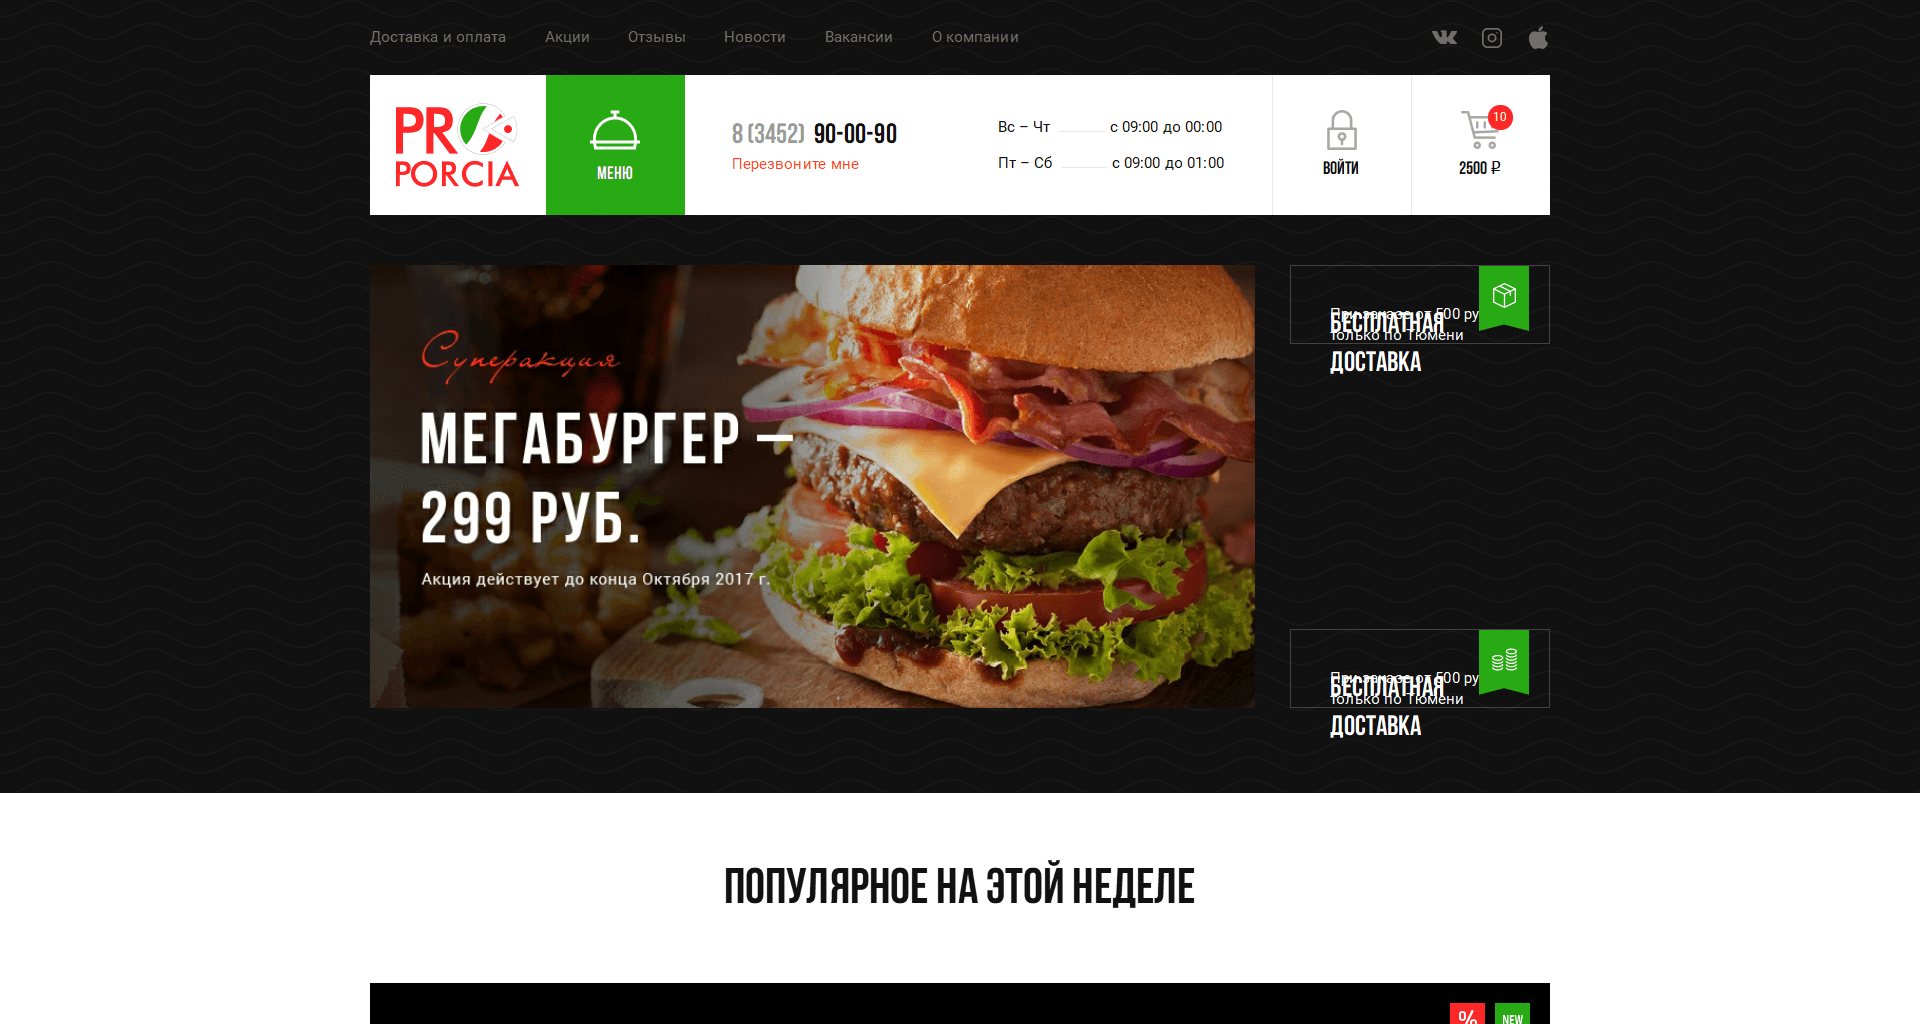 Доставка и оплата
Акции
Отзывы
Новости
Вакансии
О компании
PRO
PORCIA
МЕНЮ
8 (3452) 90-00-90
Перезвоните мне
Вс – Чт с 09:00 до 00:00
Пт – Сб с 09:00 до 01:00
ВОЙТИ
10
2500 ₽
Суперакция
МЕГАБУРГЕР –
299 РУБ.
Акция действует до конца Октября 2017 г.
При заказе от 500 ру
только по Тюмени
БЕСПЛАТНАЯ
ДОСТАВКА
При заказе от 500 ру
только по Тюмени
БЕСПЛАТНАЯ
ДОСТАВКА
ПОПУЛЯРНОЕ НА ЭТОЙ НЕДЕЛЕ
%
NEW